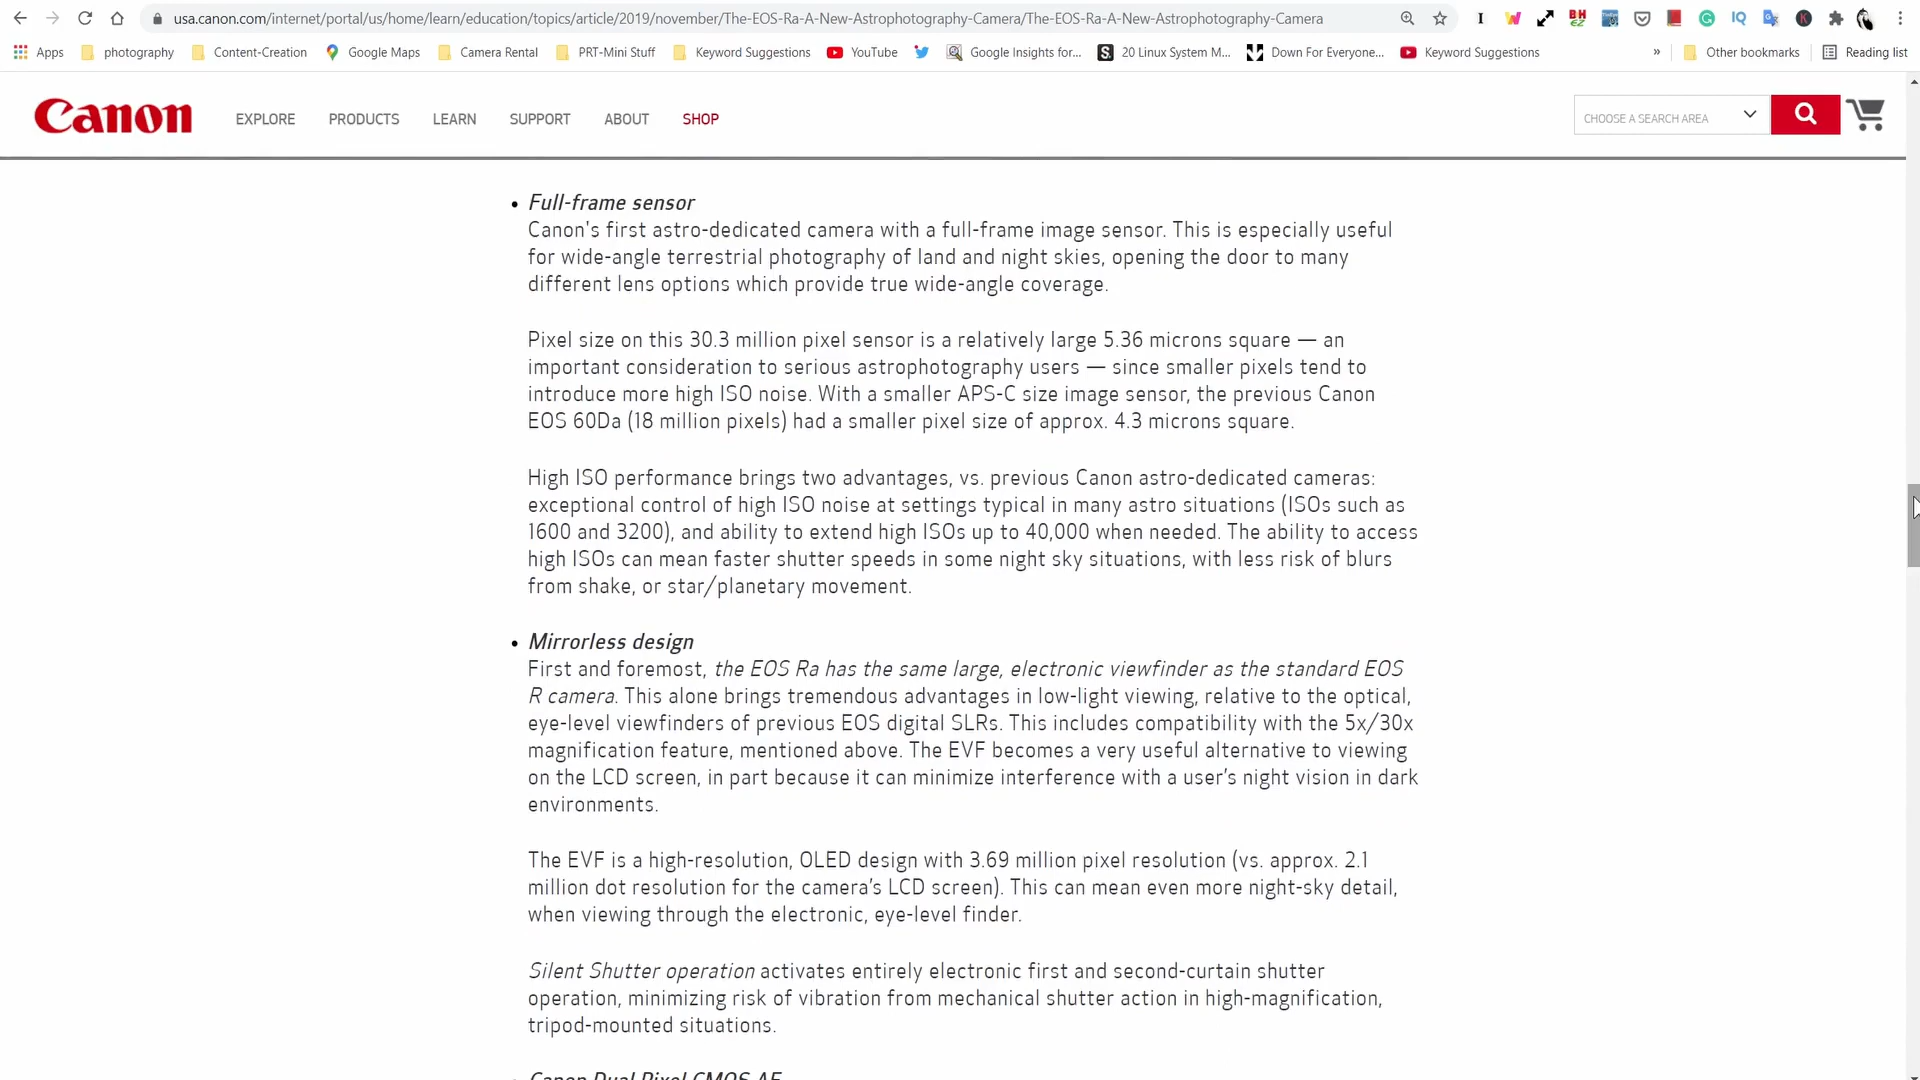 usa.canon.com/internet/portal/us/home/learn/education/topics/article/2019/november/The-EOS-Ra-A-New-Astrophotography-Camera/The-EOS-Ra-A-New-Astrophotography-Camera
Apps photography Content-Creation Google Maps Camera Rental PRT-Mini Stuff Keyword Suggestions YouTube Google Insights for... 20 Linux System M... Down For Everyone... Keyword Suggestions » Other bookmarks Reading list
Canon EXPLORE PRODUCTS LEARN SUPPORT ABOUT SHOP CHOOSE A SEARCH AREA
• Full-frame sensor
Canon's first astro-dedicated camera with a full-frame image sensor. This is especially useful
for wide-angle terrestrial photography of land and night skies, opening the door to many
different lens options which provide true wide-angle coverage.
Pixel size on this 30.3 million pixel sensor is a relatively large 5.36 microns square — an
important consideration to serious astrophotography users — since smaller pixels tend to
introduce more high ISO noise. With a smaller APS-C size image sensor, the previous Canon
EOS 60Da (18 million pixels) had a smaller pixel size of approx. 4.3 microns square.
High ISO performance brings two advantages, vs. previous Canon astro-dedicated cameras:
exceptional control of high ISO noise at settings typical in many astro situations (ISOs such as
1600 and 3200), and ability to extend high ISOs up to 40,000 when needed. The ability to access
high ISOs can mean faster shutter speeds in some night sky situations, with less risk of blurs
from shake, or star/planetary movement.
• Mirrorless design
First and foremost, the EOS Ra has the same large, electronic viewfinder as the standard EOS
R camera. This alone brings tremendous advantages in low-light viewing, relative to the optical,
eye-level viewfinders of previous EOS digital SLRs. This includes compatibility with the 5x/30x
magnification feature, mentioned above. The EVF becomes a very useful alternative to viewing
on the LCD screen, in part because it can minimize interference with a user's night vision in dark
environments.
The EVF is a high-resolution, OLED design with 3.69 million pixel resolution (vs. approx. 2.1
million dot resolution for the camera's LCD screen). This can mean even more night-sky detail,
when viewing through the electronic, eye-level finder.
Silent Shutter operation activates entirely electronic first and second-curtain shutter
operation, minimizing risk of vibration from mechanical shutter action in high-magnification,
tripod-mounted situations.
Canon Dual Pixel CMOS AF